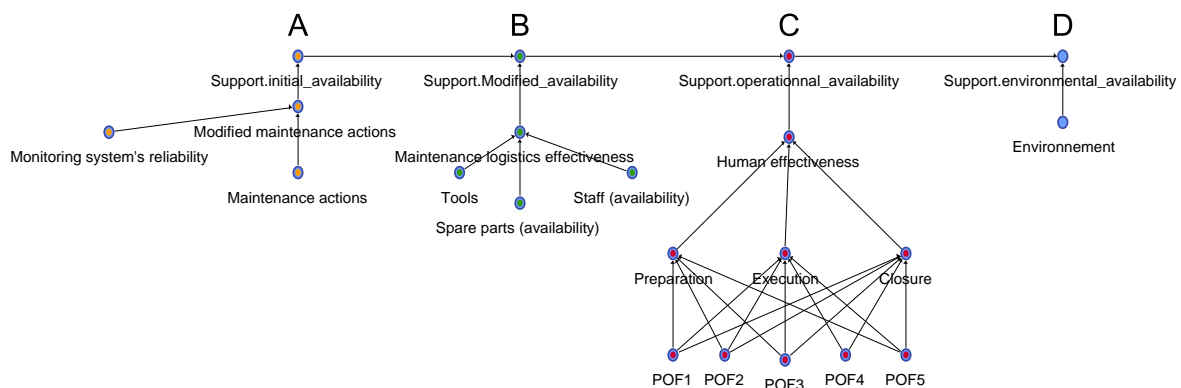 A
B
C
D
Support.initial_availability
Support.Modified_availability
Support.operationnal_availability
Support.environmental_availability
Modified maintenance actions
Monitoring system's reliability
Maintenance logistics effectiveness
Human effectiveness
Environnement
Maintenance actions
Tools
Staff (availability)
Spare parts (availability)
Preparation
Execution
Closure
POF1
POF2
POF3
POF4
POF5